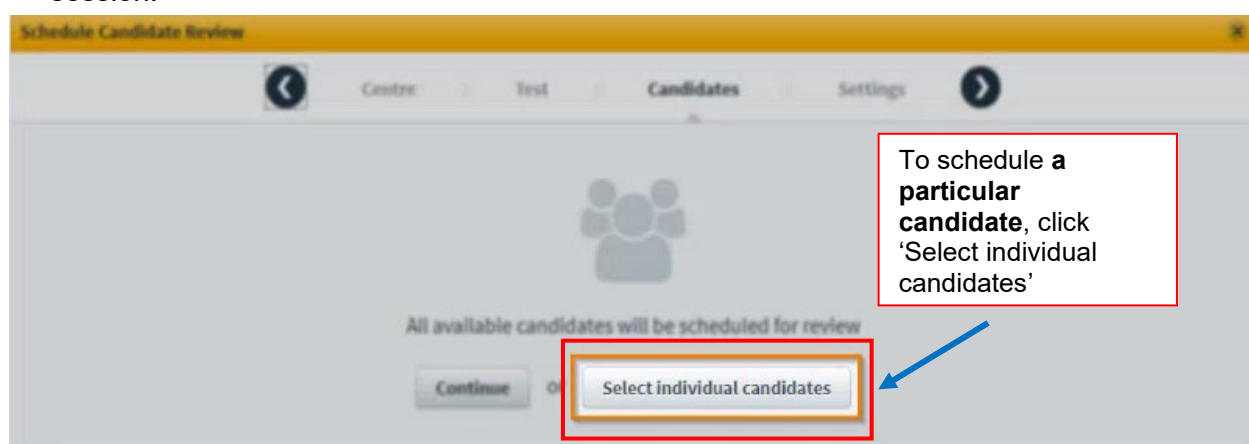 Schedule Candidate Review
Centre Test Candidates Settings
To schedule a
particular
candidate, click
‘Select individual
candidates’
All available candidates will be scheduled for review
Continue or Select individual candidates